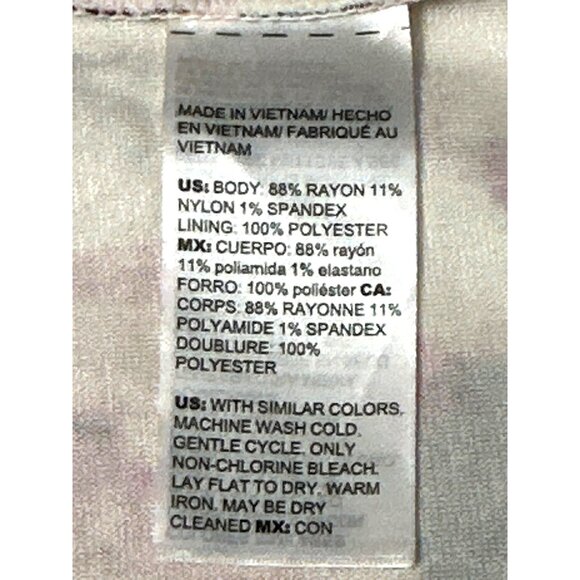 MADE IN VIETNAM/ HECHO
EN VIETNAM/ FABRIQUÉ AU
VIETNAM
US: BODY: 88% RAYON 11%
NYLON 1% SPANDEX
LINING: 100% POLYESTER
MX: CUERPO: 88% rayón
11% poliamida 1% elastano
FORRO: 100% poliéster CA:
CORPS: 88% RAYONNE 11%
POLYAMIDE 1% SPANDEX
DOUBLURE: 100%
POLYESTER
US: WITH SIMILAR COLORS.
MACHINE WASH COLD.
GENTLE CYCLE. ONLY
NON-CHLORINE BLEACH.
LAY FLAT TO DRY. WARM
IRON. MAY BE DRY
CLEANED MX: CON